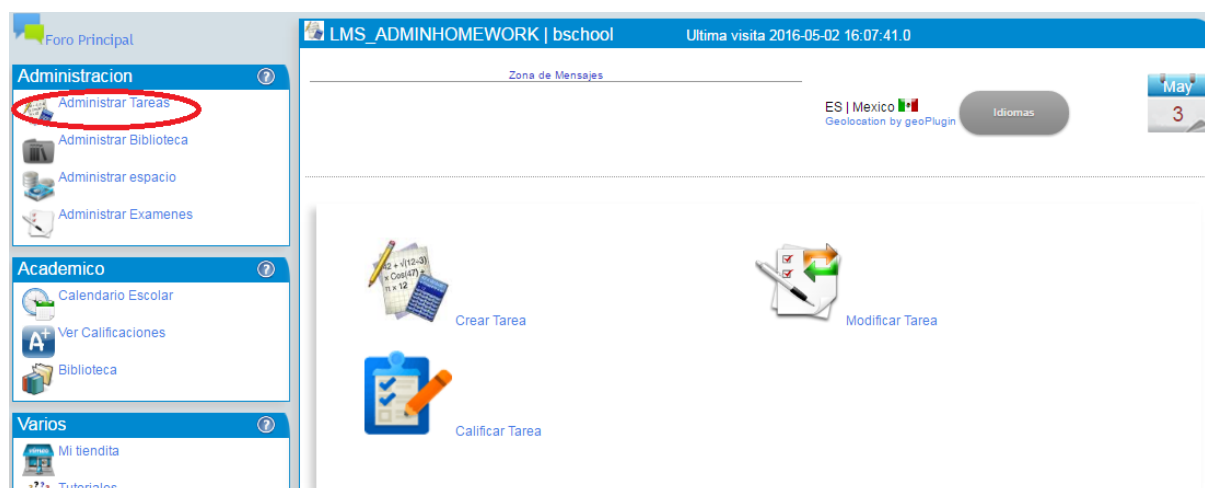 Foro Principal
LMS_ADMINHOMEWORK | bschool
Ultima visita 2016-05-02 16:07:41.0
Administracion
Administrar Tareas
Administrar Biblioteca
Administrar espacio
Administrar Examenes
Zona de Mensajes
ES | Mexico
Geolocation by geoPlugin
Idiomas
May
3
Academico
Calendario Escolar
Ver Calificaciones
A+
Biblioteca
Varios
Mi tiendita
Tutoriales
Crear Tarea
Modificar Tarea
Calificar Tarea